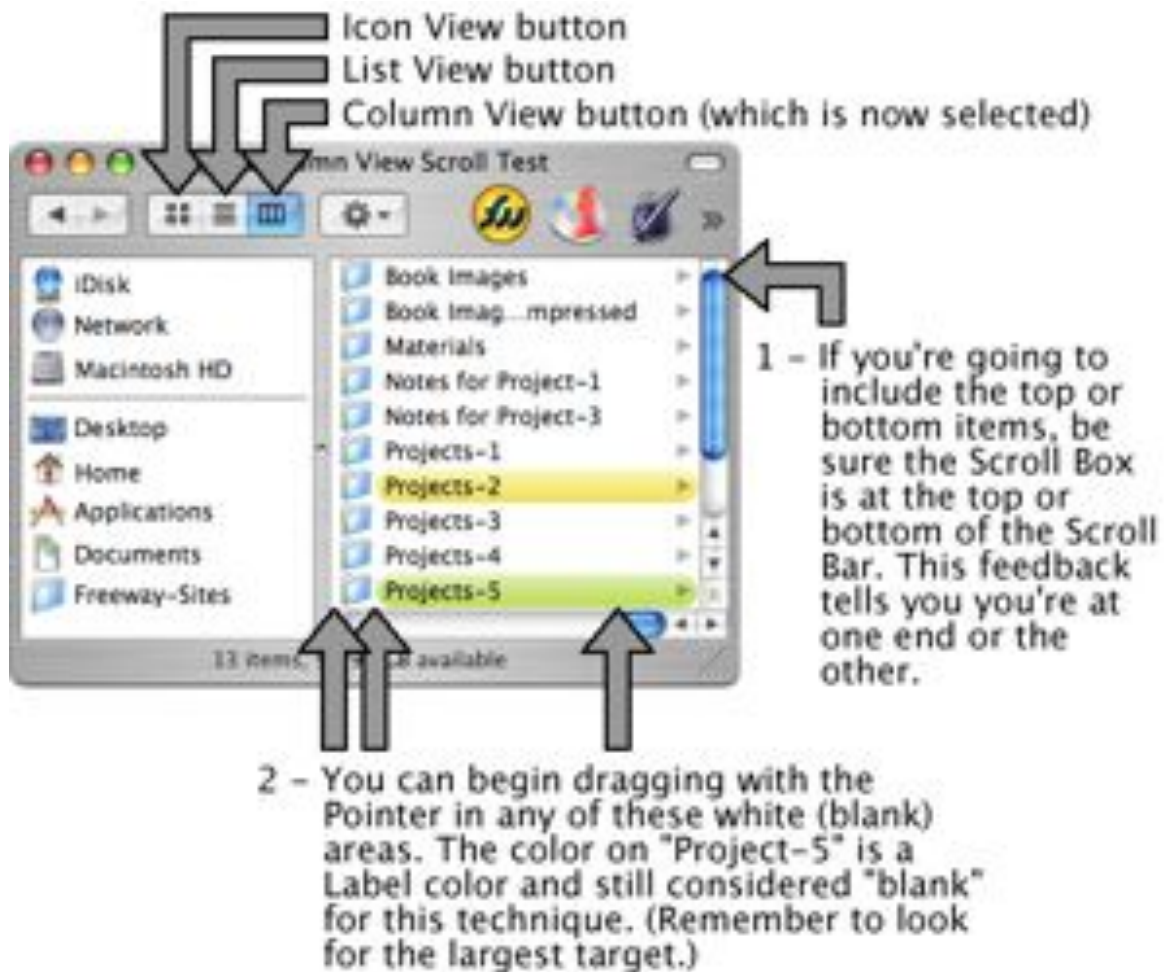 Icon View button
List View button
Column View button (which is now selected)
mn View Scroll Test
iDisk
Network
Macintosh HD
Desktop
Home
Applications
Documents
Freeway-Sites
Book Images
Book Imag...mpressed
Materials
Notes for Project-1
Notes for Project-3
Projects-1
Projects-2
Projects-3
Projects-4
Projects-5
13 items, available
1 - If you're going to
include the top or
bottom items, be
sure the Scroll Box
is at the top or
bottom of the Scroll
Bar. This feedback
tells you you're at
one end or the
other.
2 - You can begin dragging with the
Pointer in any of these white (blank)
areas. The color on "Project-5" is a
Label color and still considered "blank"
for this technique. (Remember to look
for the largest target.)